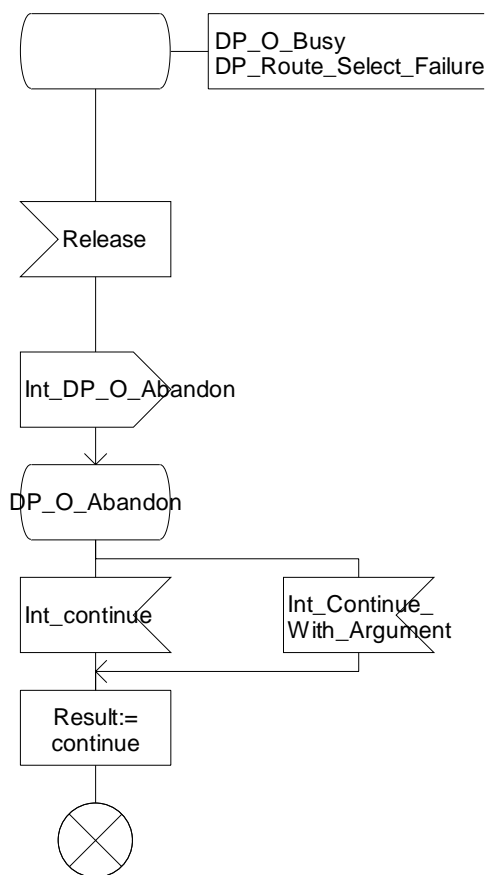 DP_O_Busy
DP_Route_Select_Failure
Release
Int_DP_O_Abandon
DP_O_Abandon
Int_continue
Int_Continue_
With_Argument
Result:=
continue